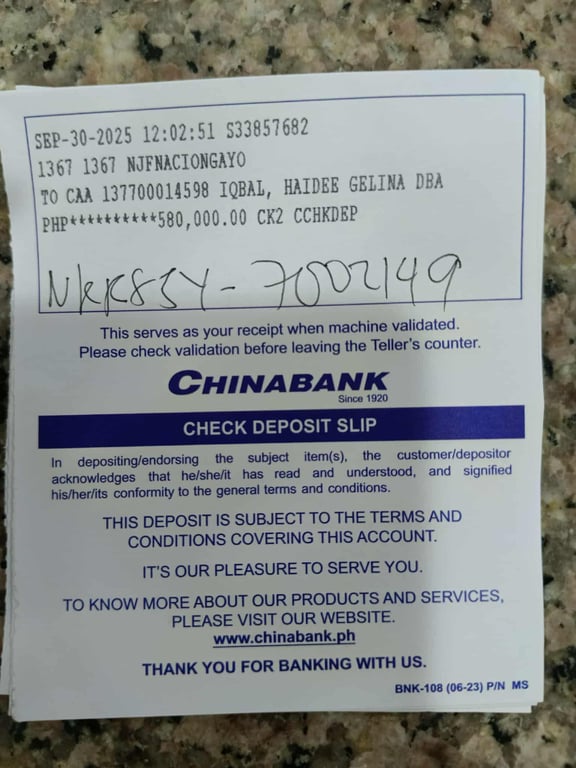 SEP-30-2025 12:02:51 S33857682
1367 1367 NJFNACIONGAYO
TO CAA 137700014598 IQBAL, HAIDEE GELINA DBA
PHP**********580,000.00 CK2 CCHKDEP
7002149
This serves as your receipt when machine validated.
Please check validation before leaving the Teller's counter.
CHINABANK
Since 1920
CHECK DEPOSIT SLIP
In depositing/endorsing the subject item(s), the customer/depositor
acknowledges that he/she/it has read and understood, and signified
his/her/its conformity to the general terms and conditions.
THIS DEPOSIT IS SUBJECT TO THE TERMS AND
CONDITIONS COVERING THIS ACCOUNT.
IT'S OUR PLEASURE TO SERVE YOU.
TO KNOW MORE ABOUT OUR PRODUCTS AND SERVICES,
PLEASE VISIT OUR WEBSITE.
www.chinabank.ph
THANK YOU FOR BANKING WITH US.
BNK-108 (06-23) P/N MS